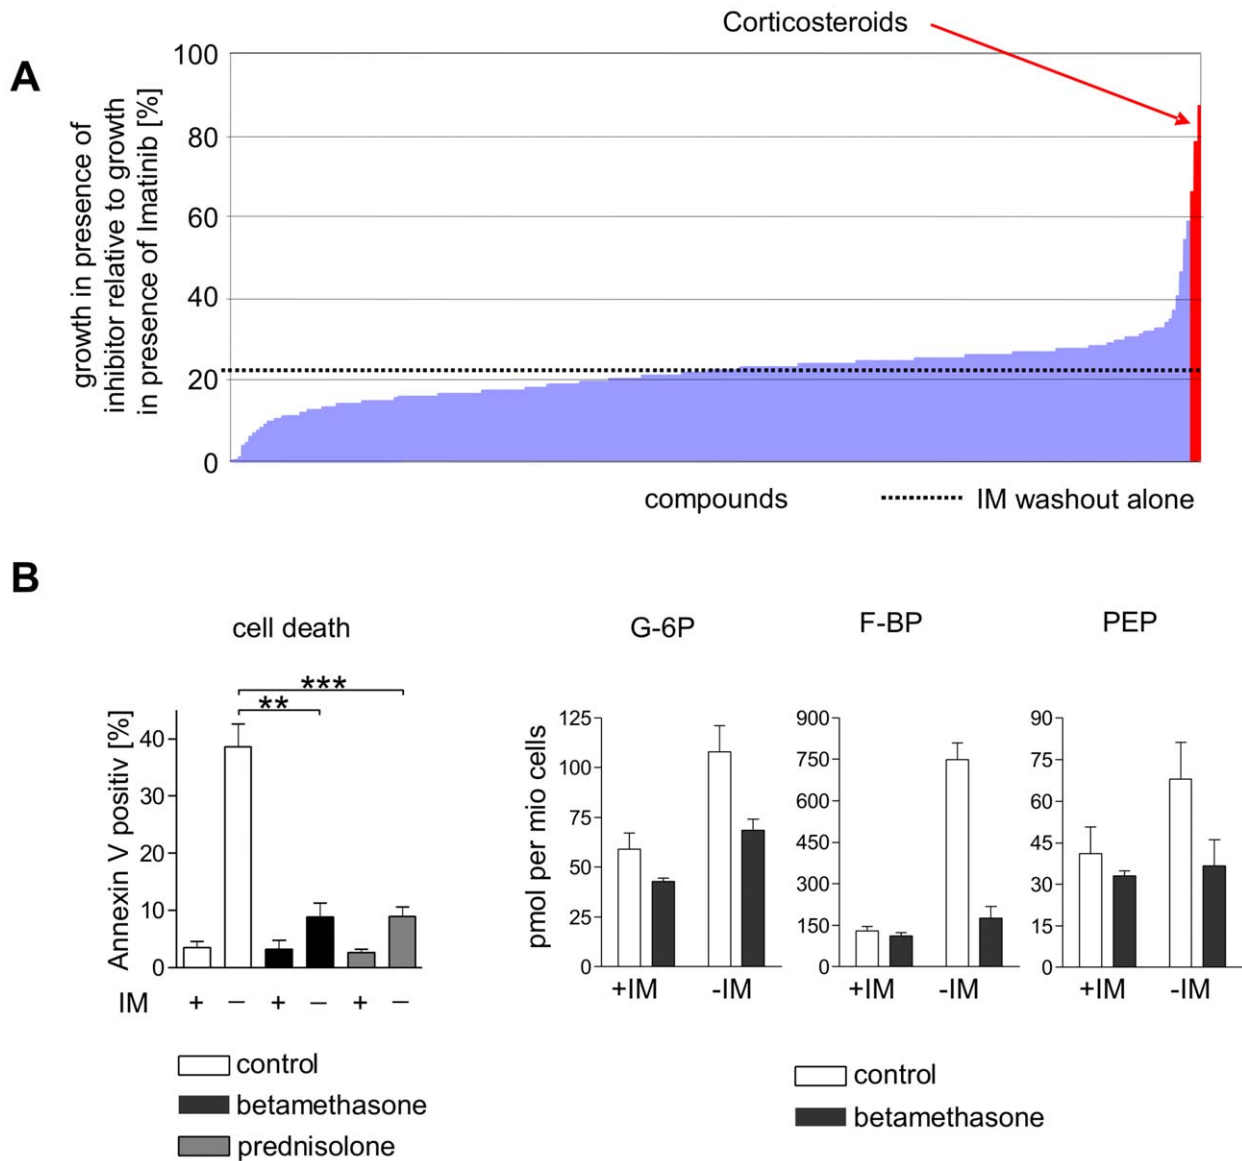 Corticosteroids
A
growth in presence of
inhibitor relative to growth
in presence of Imatinib [%]
100
80
60
40
20
0
compounds
IM washout alone
B
cell death
G-6P
F-BP
PEP
***
**
Annexin V positiv [%]
40
30
20
10
0
IM + – + – + –
control
betamethasone
prednisolone
pmol per mio cells
125
100
75
50
25
0
+IM -IM
900
750
600
450
300
150
0
+IM -IM
90
75
60
45
30
15
0
+IM -IM
control
betamethasone